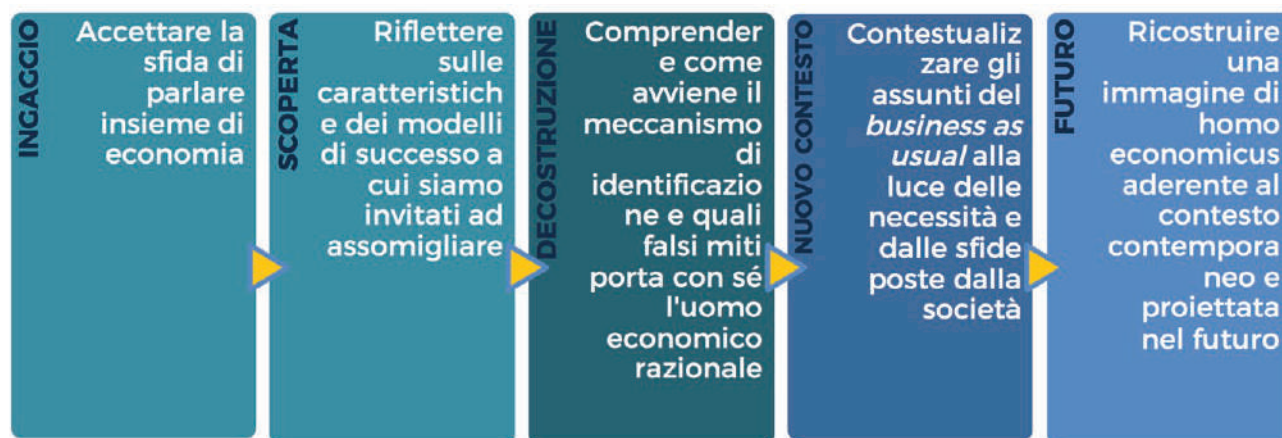 INGAGGIO
Accettare la
sfida di
parlare
insieme di
economia
SCOPERTA
Riflettere
sulle
caratteristich
e dei modelli
di successo a
cui siamo
invitati ad
assomigliare
DECOSTRUZIONE
Comprender
e come
avviene il
meccanismo
di
identificazio
ne e quali
falsi miti
porta con sé
l'uomo
economico
razionale
NUOVO CONTESTO
Contestualiz
zare gli
assunti del
business as
usual alla
luce delle
necessità e
dalle sfide
poste dalla
società
FUTURO
Ricostruire
una
immagine di
homo
economicus
aderente al
contesto
contempora
neo e
proiettata
nel futuro